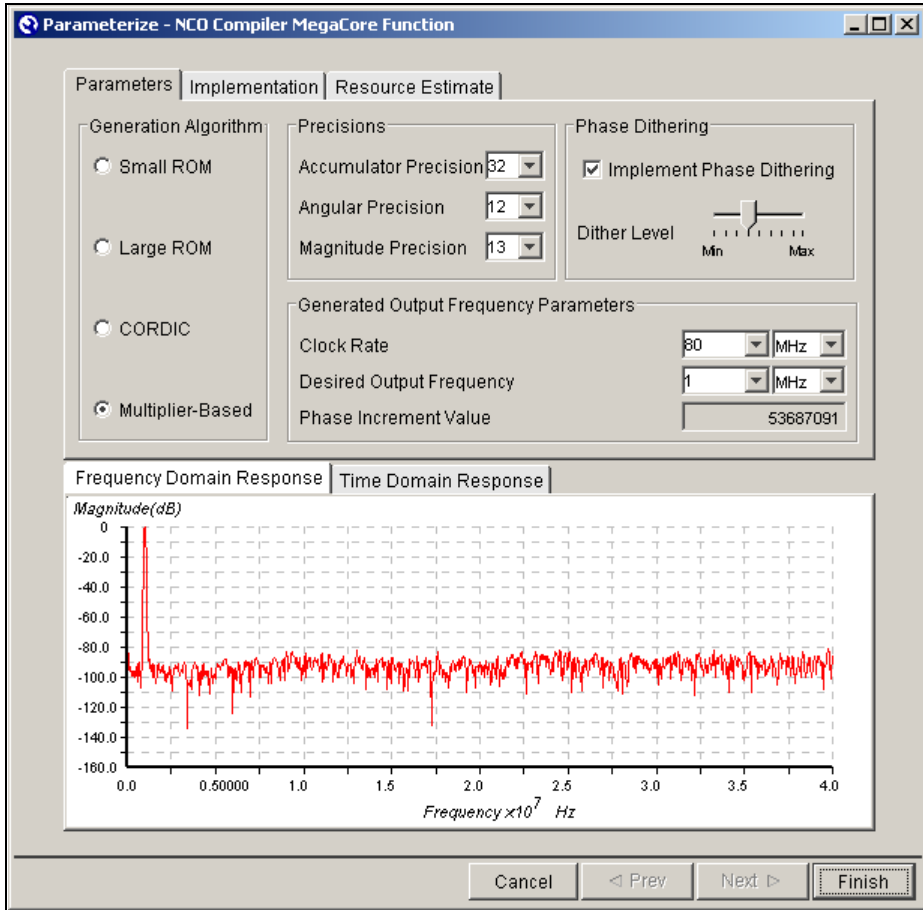 Parameterize - NCO Compiler MegaCore Function
Parameters Implementation Resource Estimate
Generation Algorithm
Small ROM
Large ROM
CORDIC
Multiplier-Based
Precisions
Accumulator Precision 32
Angular Precision 12
Magnitude Precision 13
Phase Dithering
Implement Phase Dithering
Dither Level
Min Max
Generated Output Frequency Parameters
Clock Rate 80 MHz
Desired Output Frequency 1 MHz
Phase Increment Value 53687091
Frequency Domain Response Time Domain Response
Magnitude(dB)
0
-20.0
-40.0
-60.0
-80.0
-100.0
-120.0
-140.0
-160.0
0.0 0.50000 1.0 1.5 2.0 2.5 3.0 3.5 4.0
Frequency x10^7 Hz
Cancel ◁ Prev Next ▷ Finish